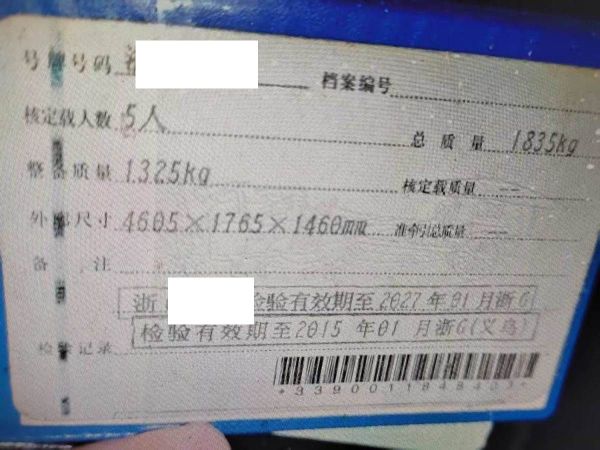 号牌号码
档案编号
核定载人数 5人 总质量 1835kg
整备质量 1325kg 核定载质量 --
外廓尺寸 4605×1765×1460mm 准牵引总质量 --
备注
浙 检验有效期至2027年01月浙G
检验有效期至2015年01月浙G(义乌)
检验记录